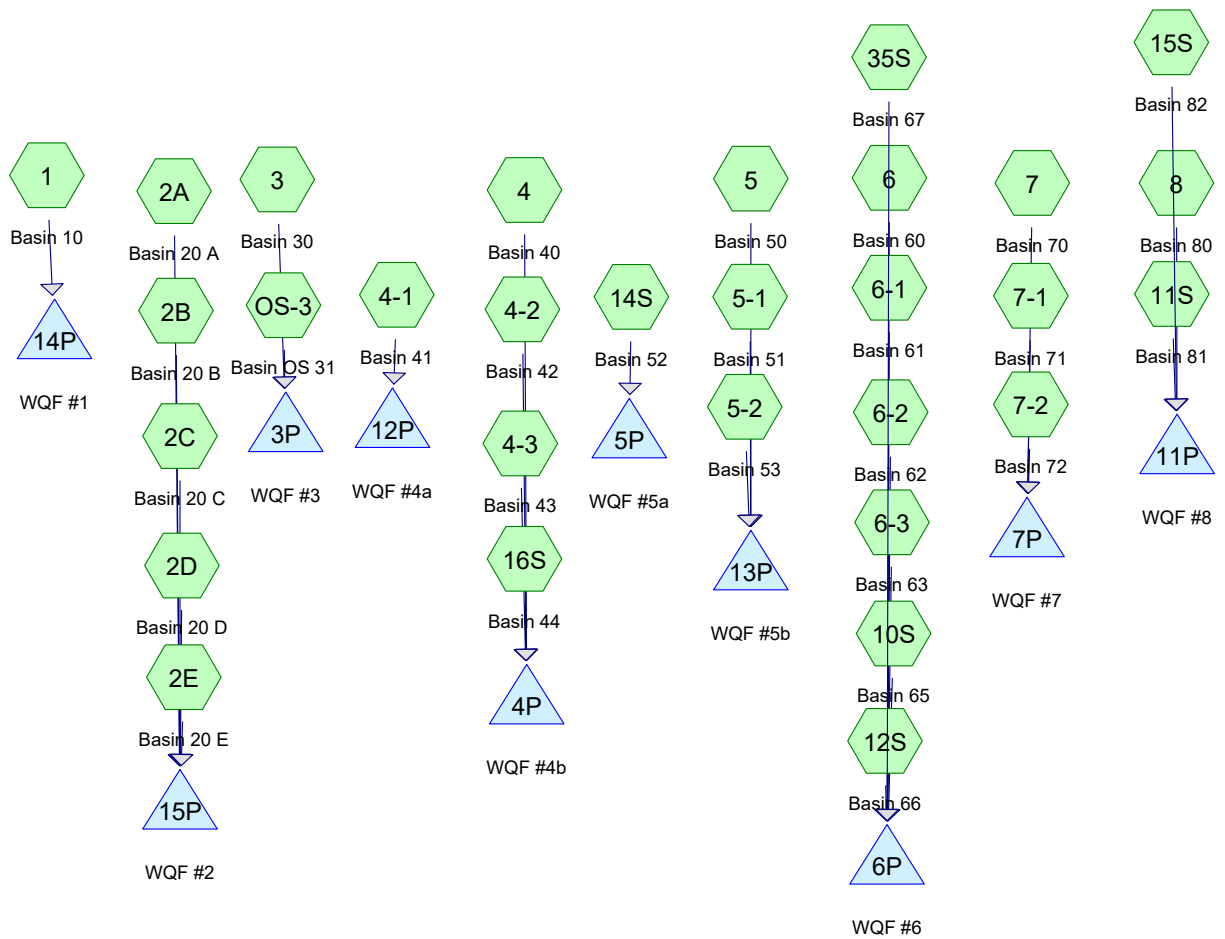 1
Basin 10
14P
WQF #1
2A
Basin 20 A
2B
Basin 20 B
2C
Basin 20 C
2D
Basin 20 D
2E
Basin 20 E
15P
WQF #2
3
Basin 30
OS-3
Basin OS 31
3P
WQF #3
4-1
Basin 41
12P
WQF #4a
4
Basin 40
4-2
Basin 42
4-3
Basin 43
16S
Basin 44
4P
WQF #4b
14S
Basin 52
5P
WQF #5a
5
Basin 50
5-1
Basin 51
5-2
Basin 53
13P
WQF #5b
35S
Basin 67
6
Basin 60
6-1
Basin 61
6-2
Basin 62
6-3
Basin 63
10S
Basin 65
12S
Basin 66
6P
WQF #6
7
Basin 70
7-1
Basin 71
7-2
Basin 72
7P
WQF #7
15S
Basin 82
8
Basin 80
11S
Basin 81
11P
WQF #8